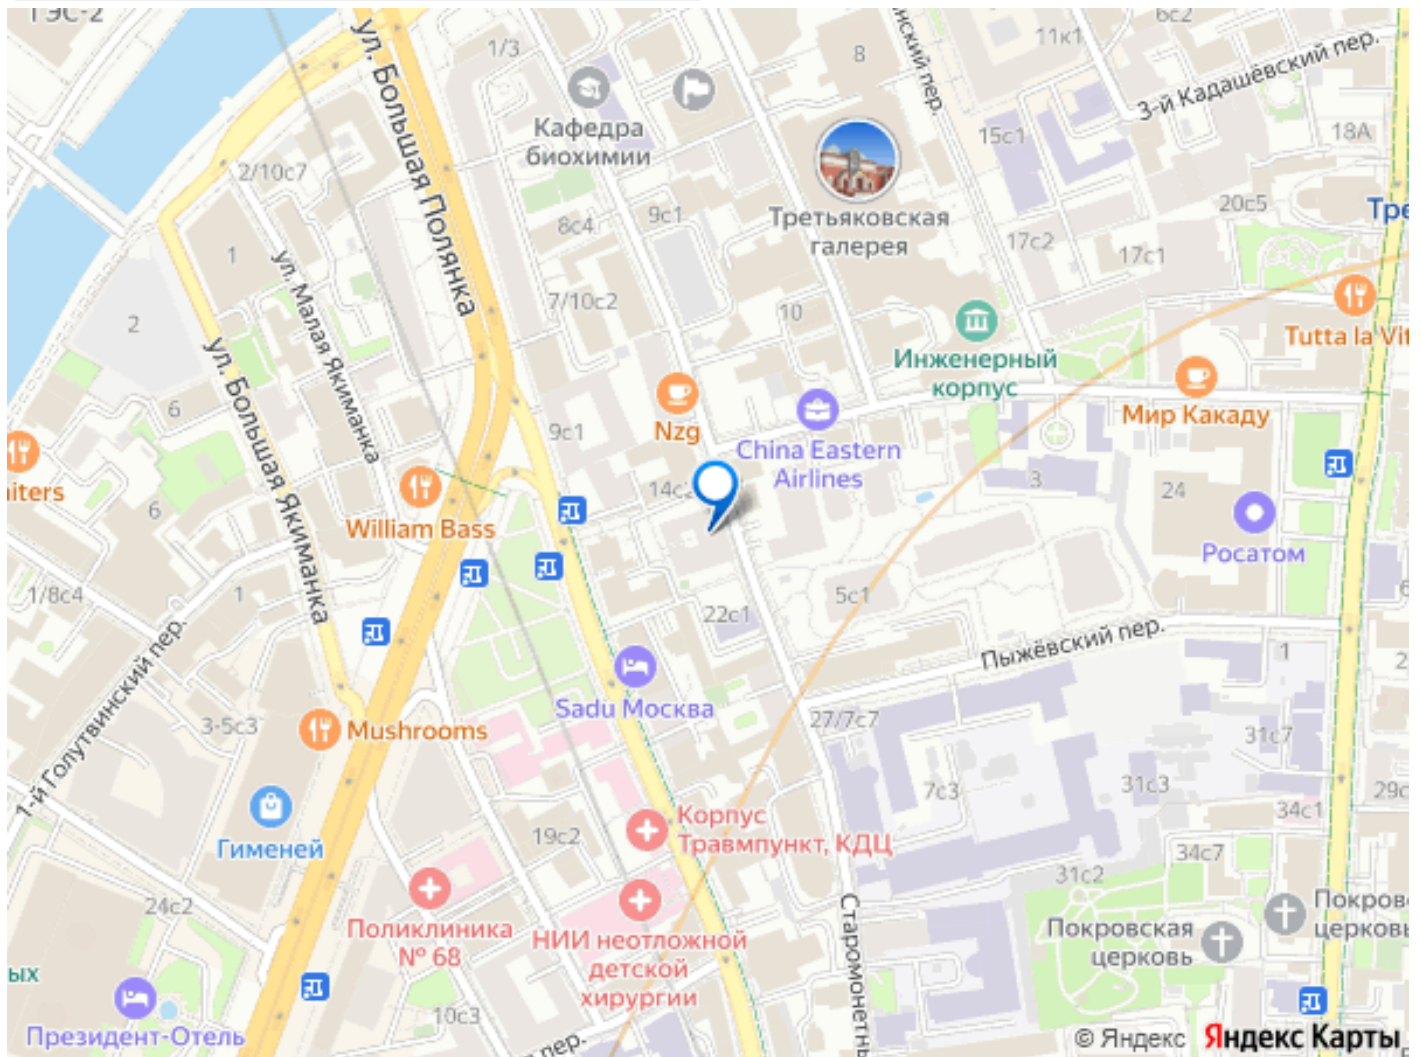 ГЭС-2
1/3
8
нский пер.
11к1
6с2
3-й Кадашёвский пер.
ул. Большая Полянка
Кафедра
биохимии
15с1
18А
2/10с7
Третьяковская
галерея
8с4
9с1
20с5
Тре
17с2
17с1
1
ул. Малая Якиманка
7/10с2
10
2
Tutta la Vit
Инженерный
корпус
ул. Большая Якиманка
6
Nzg
9с1
Мир Какаду
China Eastern
Airlines
iters
William Bass
14с2
3
24
6
Росатом
1/8с4
1
5с1
6
22с1
Пыжёвский пер.
1
2
1-й Голутвинский пер.
Sadu Москва
3-5с3
Mushrooms
27/7с7
31с7
7с3
31с3
29с
34с1
Гименей
19с2
Корпус
Травмпункт, КДЦ
34с7
31с2
24с2
Поликлиника
№ 68
НИИ неотложной
детской
хирургии
Старомонетны
Покровская
церковь
Покров
церковь
ых
Президент-Отель
10с3
пер.
© Яндекс
Яндекс Карты